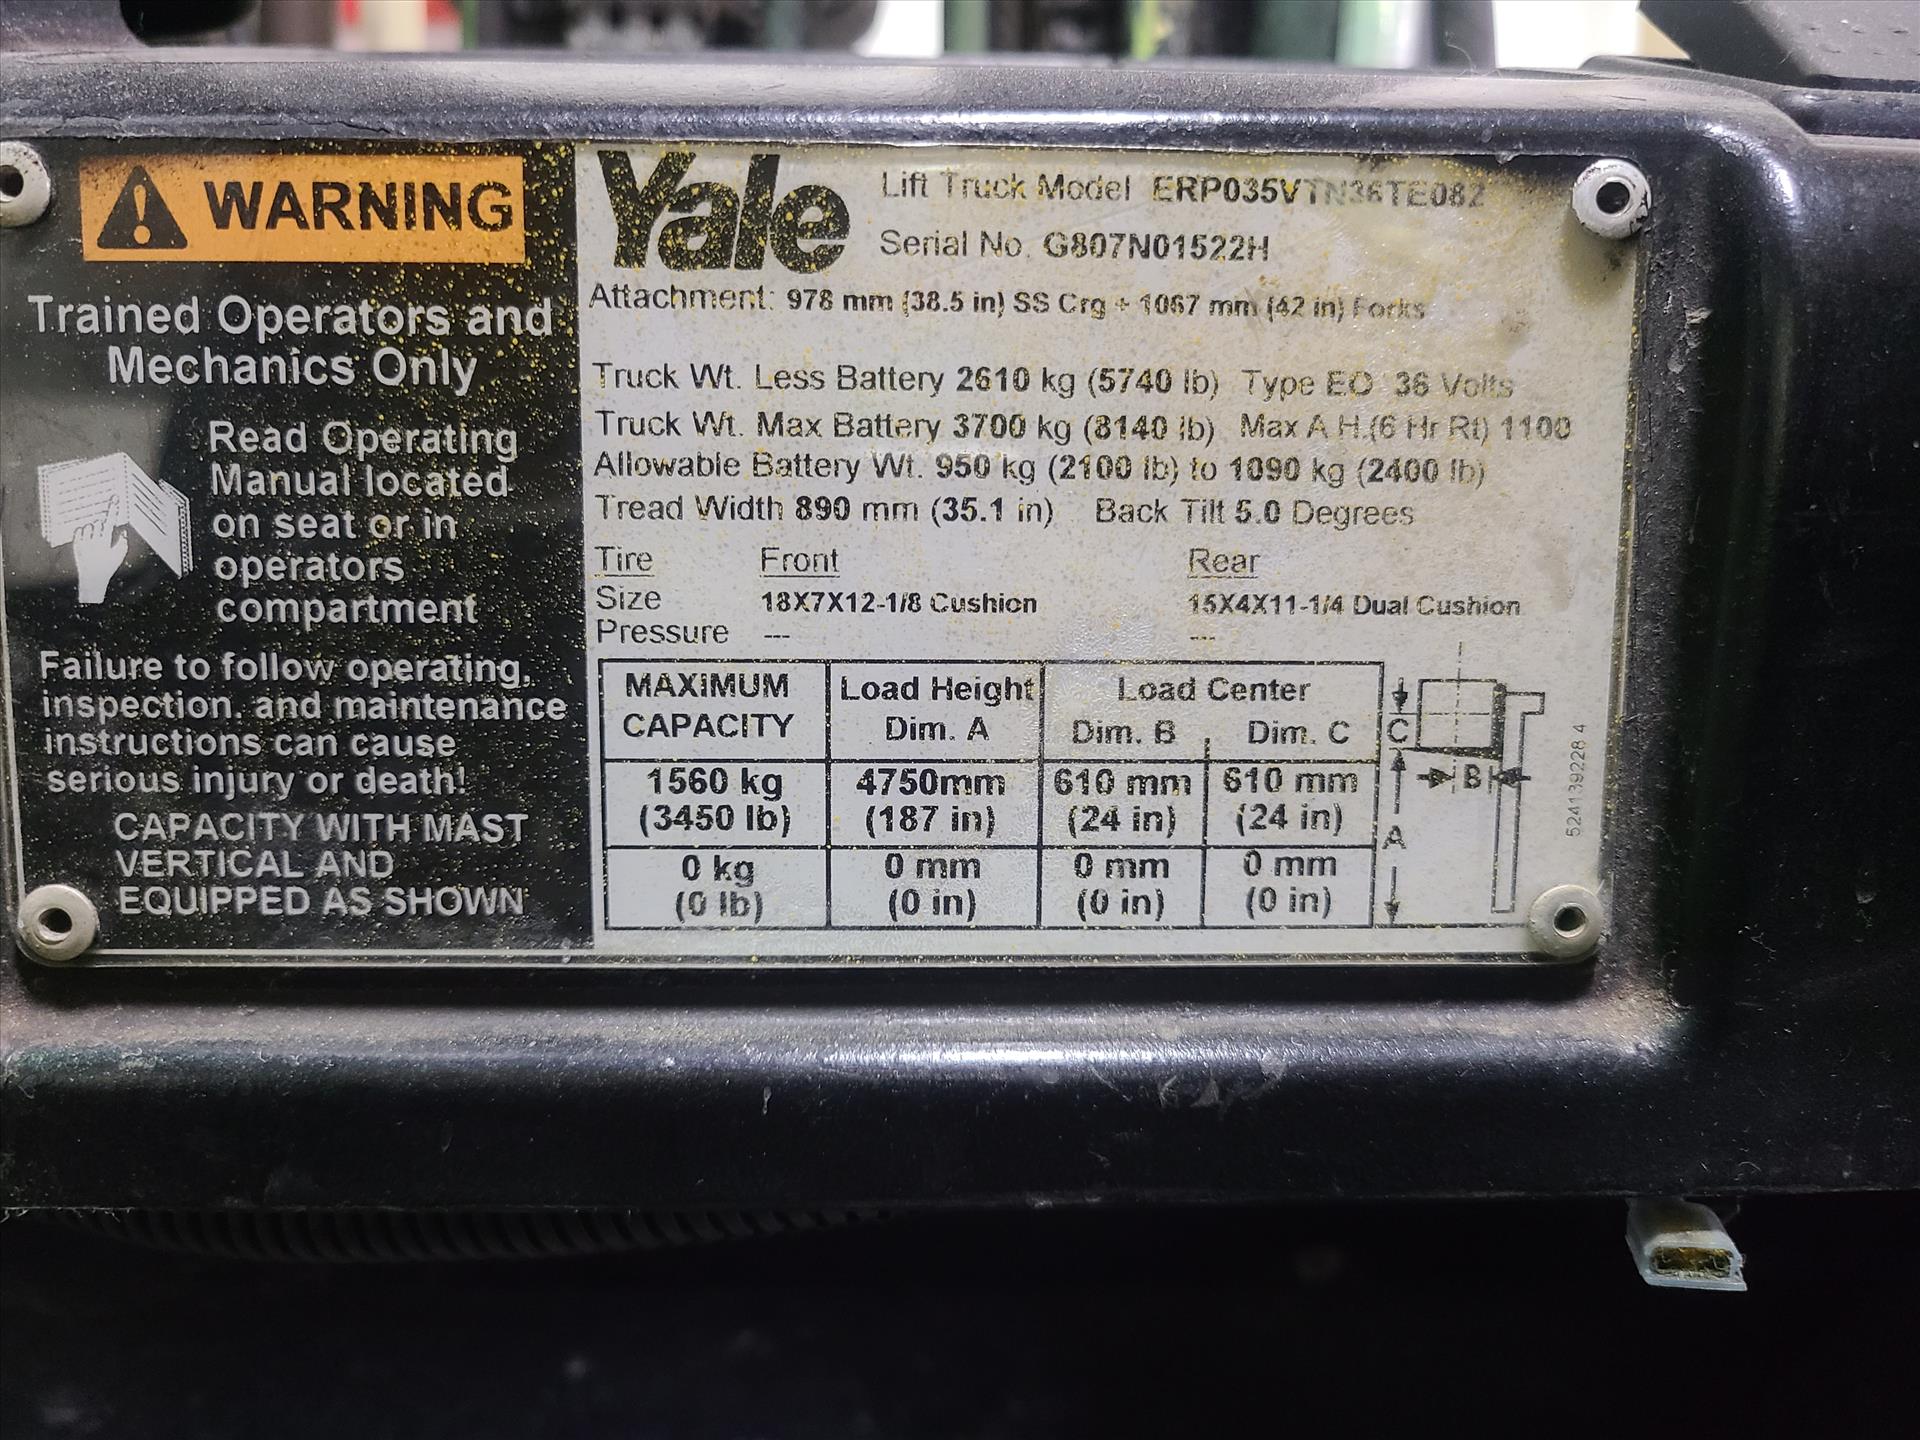 WARNING
Trained Operators and
Mechanics Only
Read Operating
Manual located
on seat or in
operators
compartment
Failure to follow operating,
inspection, and maintenance
instructions can cause
serious injury or death!
CAPACITY WITH MAST
VERTICAL AND
EQUIPPED AS SHOWN
Yale
Lift Truck Model ERP035VTN36TE082
Serial No. G807N01522H
Attachment: 978 mm (38.5 in) SS Crg + 1067 mm (42 in) Forks
Truck Wt. Less Battery 2610 kg (5740 lb) Type EO 36 Volts
Truck Wt. Max Battery 3700 kg (8140 lb) Max A.H.(6 Hr Rt) 1100
Allowable Battery Wt. 950 kg (2100 lb) to 1090 kg (2400 lb)
Tread Width 890 mm (35.1 in) Back Tilt 5.0 Degrees
Tire Front Rear
Size 18X7X12-1/8 Cushion 15X4X11-1/4 Dual Cushion
Pressure --- ---
MAXIMUM CAPACITY Load Height Dim. A Load Center Dim. B Dim. C
1560 kg 4750mm 610 mm 610 mm
(3450 lb) (187 in) (24 in) (24 in)
0 kg 0 mm 0 mm 0 mm
(0 lb) (0 in) (0 in) (0 in)
C
B
A
524139228 4